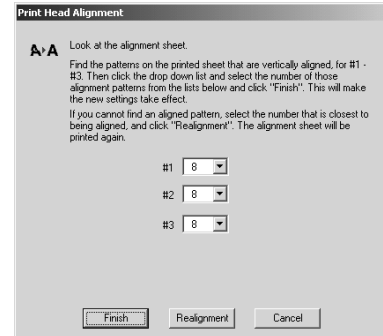 Print Head Alignment
A A
Look at the alignment sheet.
Find the patterns on the printed sheet that are vertically aligned, for #1 -
#3. Then click the drop down list and select the number of those
alignment patterns from the lists below and click "Finish". This will make
the new settings take effect.
If you cannot find an aligned pattern, select the number that is closest to
being aligned, and click "Realignment". The alignment sheet will be
printed again.
#1 8
#2 8
#3 8
Finish Realignment Cancel